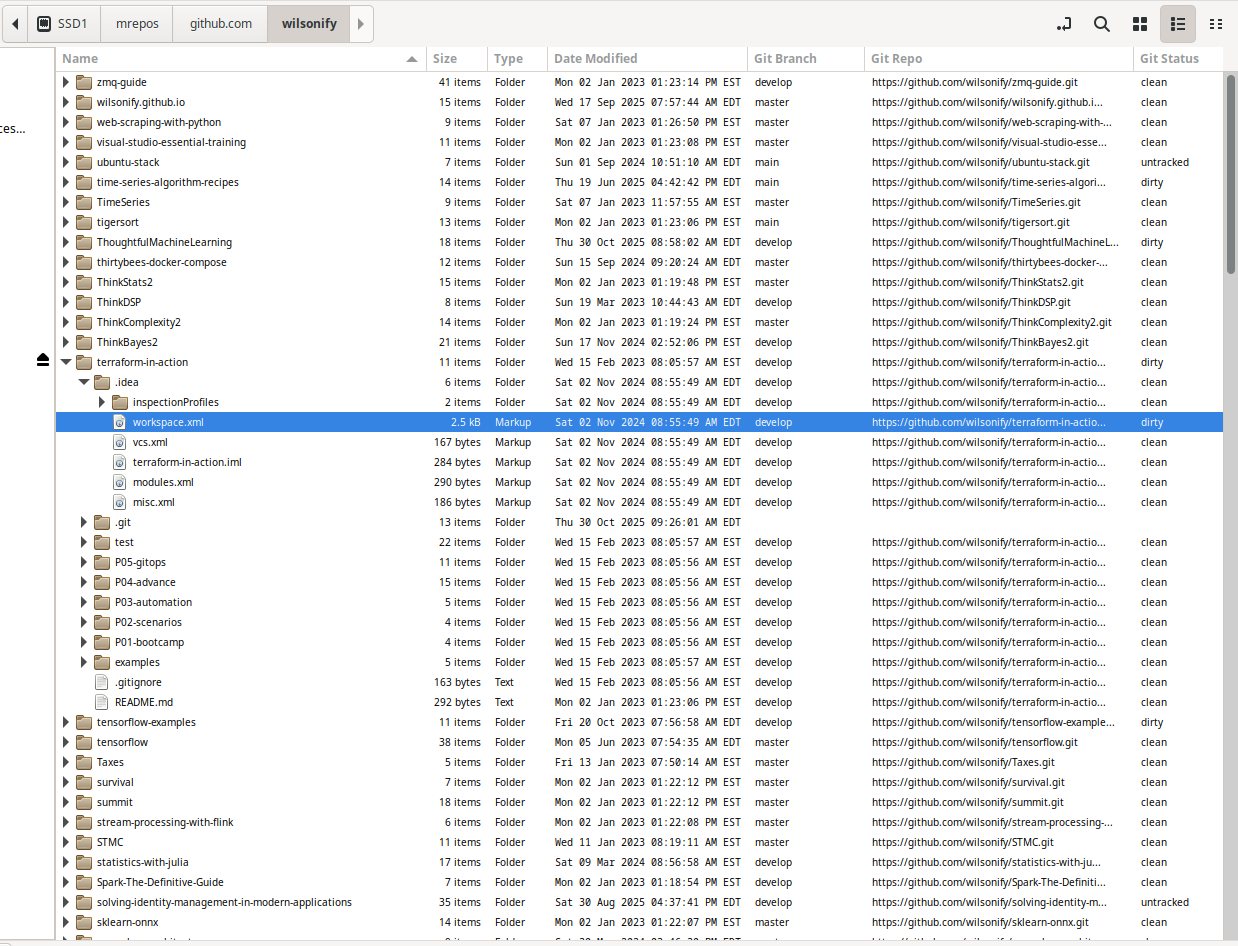 SSD1 mrepos github.com wilsonify
ces...
Name Size Type Date Modified Git Branch Git Repo Git Status
zmq-guide 41 items Folder Mon 02 Jan 2023 01:23:14 PM EST develop https://github.com/wilsonify/zmq-guide.git clean
wilsonify.github.io 15 items Folder Wed 17 Sep 2025 07:57:44 AM EDT master https://github.com/wilsonify/wilsonify.github.i... clean
web-scraping-with-python 9 items Folder Sat 07 Jan 2023 01:26:50 PM EST master https://github.com/wilsonify/web-scraping-with-... clean
visual-studio-essential-training 11 items Folder Mon 02 Jan 2023 01:23:08 PM EST master https://github.com/wilsonify/visual-studio-esse... clean
ubuntu-stack 7 items Folder Sun 01 Sep 2024 10:51:10 AM EDT main https://github.com/wilsonify/ubuntu-stack.git untracked
time-series-algorithm-recipes 14 items Folder Thu 19 Jun 2025 04:42:42 PM EDT main https://github.com/wilsonify/time-series-algori... dirty
TimeSeries 9 items Folder Sat 07 Jan 2023 11:57:55 AM EST master https://github.com/wilsonify/TimeSeries.git clean
tigersort 13 items Folder Mon 02 Jan 2023 01:23:06 PM EST main https://github.com/wilsonify/tigersort.git clean
ThoughtfulMachineLearning 18 items Folder Thu 30 Oct 2025 08:58:02 AM EDT develop https://github.com/wilsonify/ThoughtfulMachineL... dirty
thirtybees-docker-compose 12 items Folder Sun 15 Sep 2024 09:20:24 AM EDT master https://github.com/wilsonify/thirtybees-docker-... clean
ThinkStats2 15 items Folder Mon 02 Jan 2023 01:19:48 PM EST master https://github.com/wilsonify/ThinkStats2.git clean
ThinkDSP 8 items Folder Sun 19 Mar 2023 10:44:43 AM EDT develop https://github.com/wilsonify/ThinkDSP.git clean
ThinkComplexity2 14 items Folder Mon 02 Jan 2023 01:19:24 PM EST master https://github.com/wilsonify/ThinkComplexity2.git clean
ThinkBayes2 21 items Folder Sun 17 Nov 2024 02:52:06 PM EST develop https://github.com/wilsonify/ThinkBayes2.git clean
terraform-in-action 11 items Folder Wed 15 Feb 2023 08:05:57 AM EST develop https://github.com/wilsonify/terraform-in-actio... dirty
.idea 6 items Folder Sat 02 Nov 2024 08:55:49 AM EDT develop https://github.com/wilsonify/terraform-in-actio... clean
inspectionProfiles 2 items Folder Sat 02 Nov 2024 08:55:49 AM EDT develop https://github.com/wilsonify/terraform-in-actio... clean
workspace.xml 2.5 kB Markup Sat 02 Nov 2024 08:55:49 AM EDT develop https://github.com/wilsonify/terraform-in-actio... dirty
vcs.xml 167 bytes Markup Sat 02 Nov 2024 08:55:49 AM EDT develop https://github.com/wilsonify/terraform-in-actio... clean
terraform-in-action.iml 284 bytes Markup Sat 02 Nov 2024 08:55:49 AM EDT develop https://github.com/wilsonify/terraform-in-actio... clean
modules.xml 290 bytes Markup Sat 02 Nov 2024 08:55:49 AM EDT develop https://github.com/wilsonify/terraform-in-actio... clean
misc.xml 186 bytes Markup Sat 02 Nov 2024 08:55:49 AM EDT develop https://github.com/wilsonify/terraform-in-actio... clean
.git 13 items Folder Thu 30 Oct 2025 09:26:01 AM EDT
test 22 items Folder Wed 15 Feb 2023 08:05:57 AM EST develop https://github.com/wilsonify/terraform-in-actio... clean
P05-gitops 11 items Folder Wed 15 Feb 2023 08:05:56 AM EST develop https://github.com/wilsonify/terraform-in-actio... clean
P04-advance 15 items Folder Wed 15 Feb 2023 08:05:56 AM EST develop https://github.com/wilsonify/terraform-in-actio... clean
P03-automation 5 items Folder Wed 15 Feb 2023 08:05:56 AM EST develop https://github.com/wilsonify/terraform-in-actio... clean
P02-scenarios 4 items Folder Wed 15 Feb 2023 08:05:56 AM EST develop https://github.com/wilsonify/terraform-in-actio... clean
P01-bootcamp 4 items Folder Wed 15 Feb 2023 08:05:56 AM EST develop https://github.com/wilsonify/terraform-in-actio... clean
examples 5 items Folder Wed 15 Feb 2023 08:05:57 AM EST develop https://github.com/wilsonify/terraform-in-actio... clean
.gitignore 163 bytes Text Wed 15 Feb 2023 08:05:56 AM EST develop https://github.com/wilsonify/terraform-in-actio... clean
README.md 292 bytes Text Mon 02 Jan 2023 01:23:06 PM EST develop https://github.com/wilsonify/terraform-in-actio... clean
tensorflow-examples 11 items Folder Fri 20 Oct 2023 07:56:58 AM EDT develop https://github.com/wilsonify/tensorflow-example... dirty
tensorflow 38 items Folder Mon 05 Jun 2023 07:54:35 AM EDT master https://github.com/wilsonify/tensorflow.git clean
Taxes 5 items Folder Fri 13 Jan 2023 07:50:14 AM EST master https://github.com/wilsonify/Taxes.git clean
survival 7 items Folder Mon 02 Jan 2023 01:22:12 PM EST master https://github.com/wilsonify/survival.git clean
summit 18 items Folder Mon 02 Jan 2023 01:22:12 PM EST master https://github.com/wilsonify/summit.git clean
stream-processing-with-flink 6 items Folder Mon 02 Jan 2023 01:22:08 PM EST master https://github.com/wilsonify/stream-processing-... clean
STMC 11 items Folder Wed 11 Jan 2023 08:19:11 AM EST master https://github.com/wilsonify/STMC.git clean
statistics-with-julia 17 items Folder Sat 09 Mar 2024 08:56:58 AM EST develop https://github.com/wilsonify/statistics-with-ju... clean
Spark-The-Definitive-Guide 7 items Folder Mon 02 Jan 2023 01:18:54 PM EST develop https://github.com/wilsonify/Spark-The-Definiti... clean
solving-identity-management-in-modern-applications 35 items Folder Sat 30 Aug 2025 04:37:41 PM EDT develop https://github.com/wilsonify/solving-identity-m... untracked
sklearn-onnx 14 items Folder Mon 02 Jan 2023 01:22:07 PM EST master https://github.com/wilsonify/sklearn-onnx.git clean